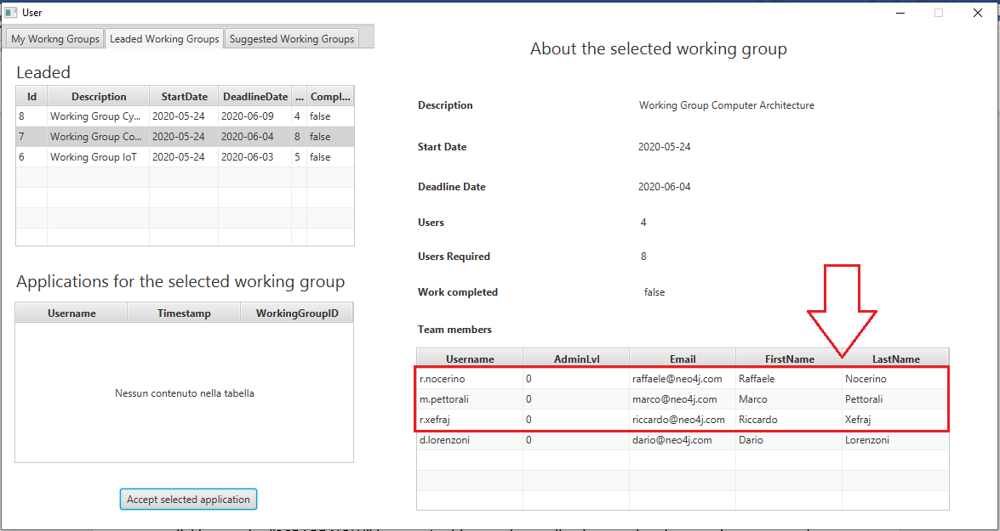 User
My Workng Groups Leaded Working Groups Suggested Working Groups
Leaded
Id Description StartDate DeadlineDate ... Compl...
8 Working Group Cy... 2020-05-24 2020-06-09 4 false
7 Working Group Co... 2020-05-24 2020-06-04 8 false
6 Working Group IoT 2020-05-24 2020-06-03 5 false
Applications for the selected working group
Username Timestamp WorkingGroupID
Nessun contenuto nella tabella
Accept selected application
About the selected working group
Description Working Group Computer Architecture
Start Date 2020-05-24
Deadline Date 2020-06-04
Users 4
Users Required 8
Work completed false
Team members
Username AdminLvl Email FirstName LastName
r.nocerino 0 raffaele@neo4j.com Raffaele Nocerino
m.pettorali 0 marco@neo4j.com Marco Pettorali
r.xefraj 0 riccardo@neo4j.com Riccardo Xefraj
d.lorenzoni 0 dario@neo4j.com Dario Lorenzoni